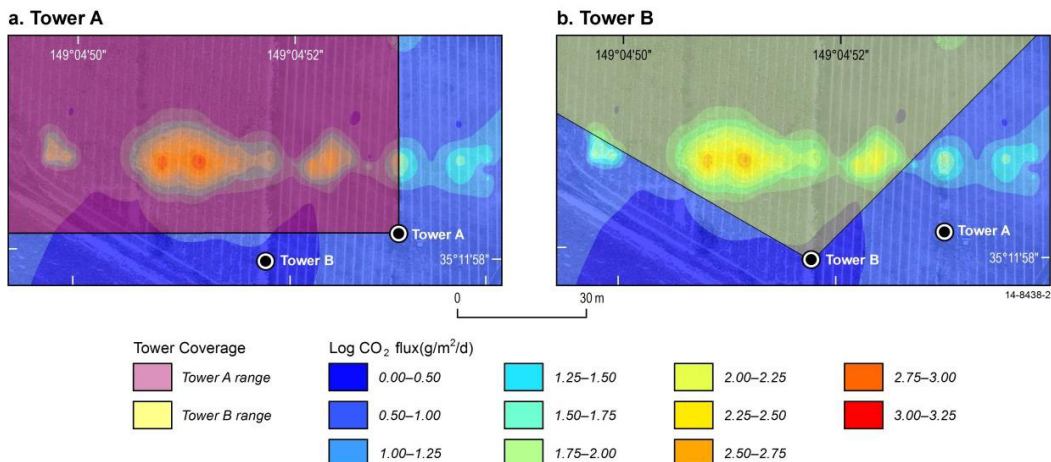 a. Tower A
b. Tower B
149°04'50"
149°04'52"
149°04'50"
149°04'52"
Tower A
Tower B
35°11'58"
Tower A
Tower B
35°11'58"
0
30 m
14-8438-2
Tower Coverage
Log CO₂ flux(g/m²/d)
Tower A range
0.00–0.50
1.25–1.50
2.00–2.25
2.75–3.00
Tower B range
0.50–1.00
1.50–1.75
2.25–2.50
3.00–3.25
1.00–1.25
1.75–2.00
2.50–2.75